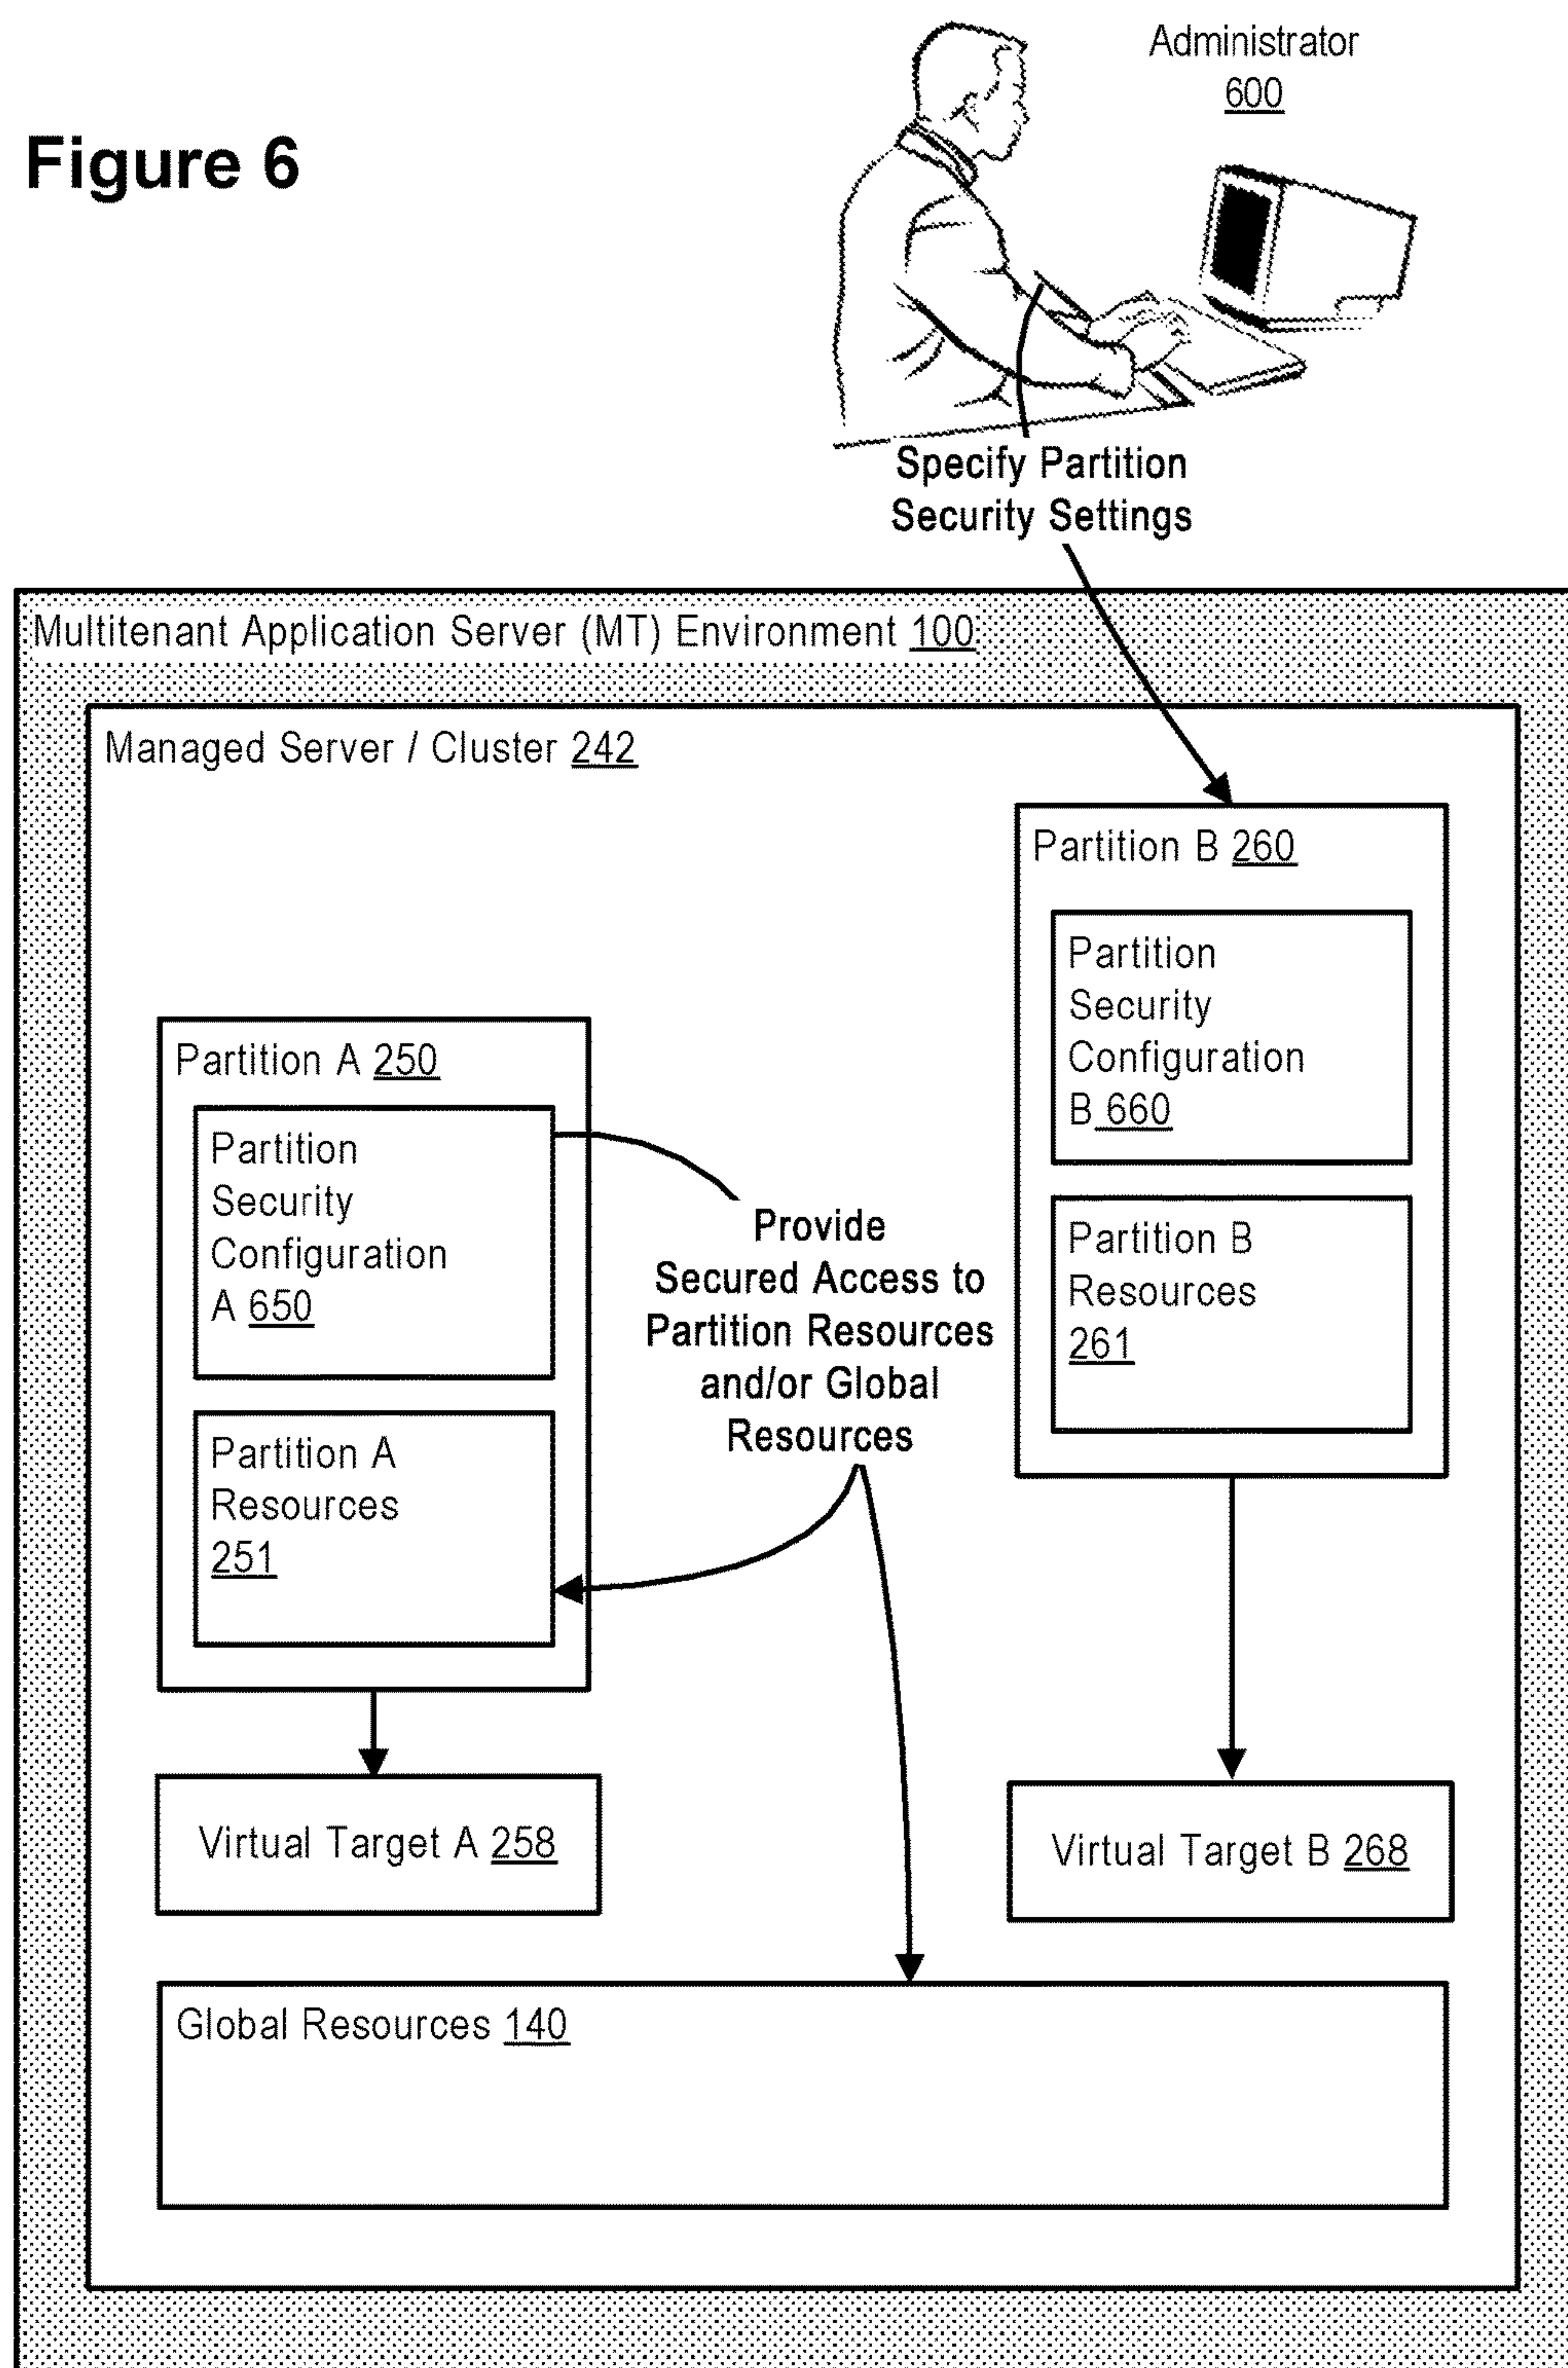 Administrator
600
Figure 6
Specify Partition
Security Settings
Multitenant Application Server (MT) Environment 100
Managed Server / Cluster 242
Partition B 260
Partition
Security
Configuration
B 660
Partition B
Resources
261
Partition A 250
Partition
Security
Configuration
A 650
Partition A
Resources
251
Provide
Secured Access to
Partition Resources
and/or Global
Resources
Virtual Target A 258
Virtual Target B 268
Global Resources 140